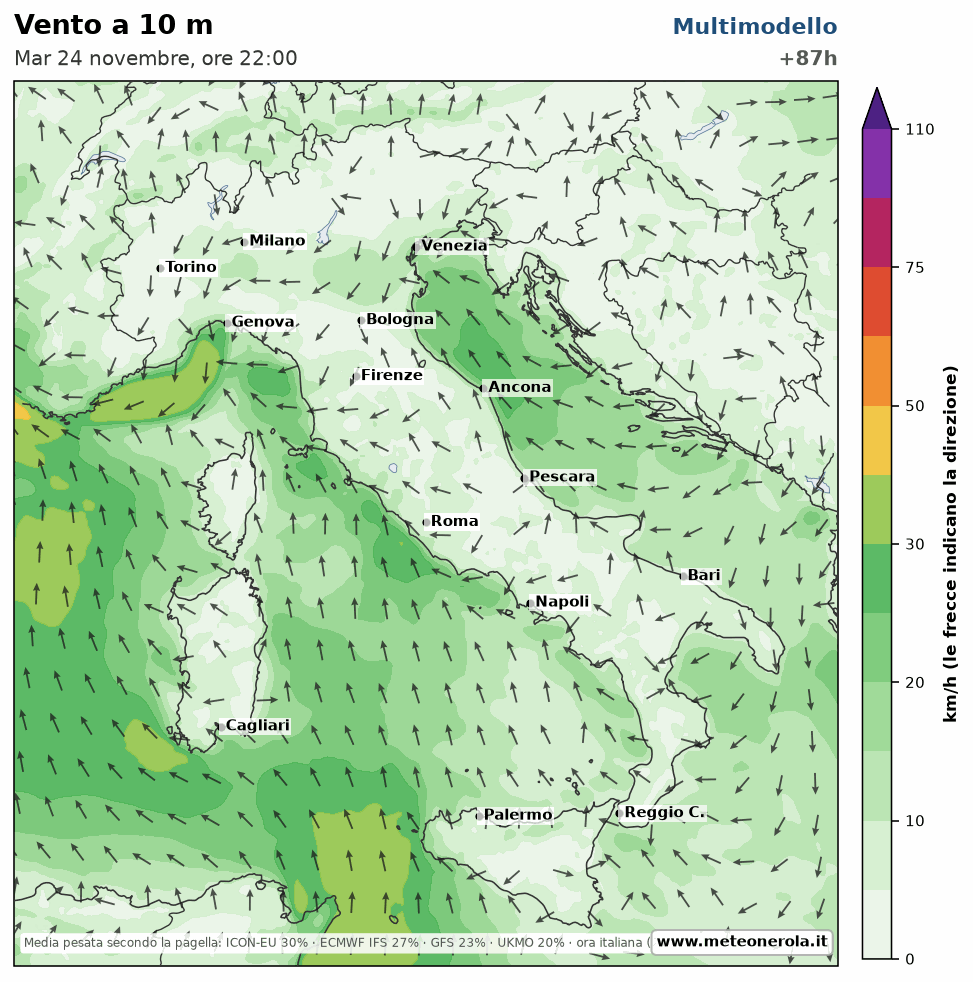 Vento a 10 m
Multimodello
Mar 24 novembre, ore 22:00
+87h
110
75
50
30
20
10
0
km/h (le frecce indicano la direzione)
Milano
Venezia
Torino
Genova
Bologna
Firenze
Ancona
Pescara
Roma
Bari
Napoli
Cagliari
Palermo
Reggio C.
Media pesata secondo la pagella: ICON-EU 30% · ECMWF IFS 27% · GFS 23% · UKMO 20% · ora italiana (
www.meteonerola.it